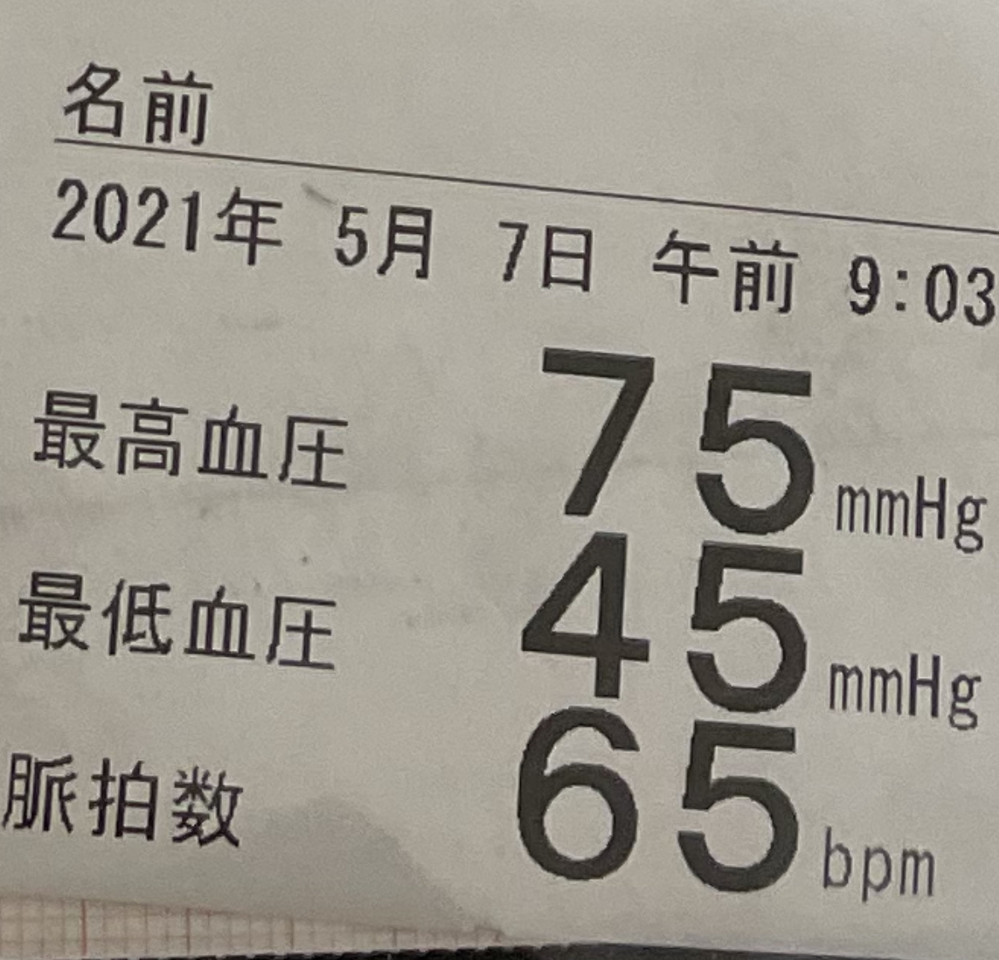 名前
2021年 5月 7日 午前 9:03
最高血圧 75 mmHg
最低血圧 45 mmHg
脈拍数 65 bpm